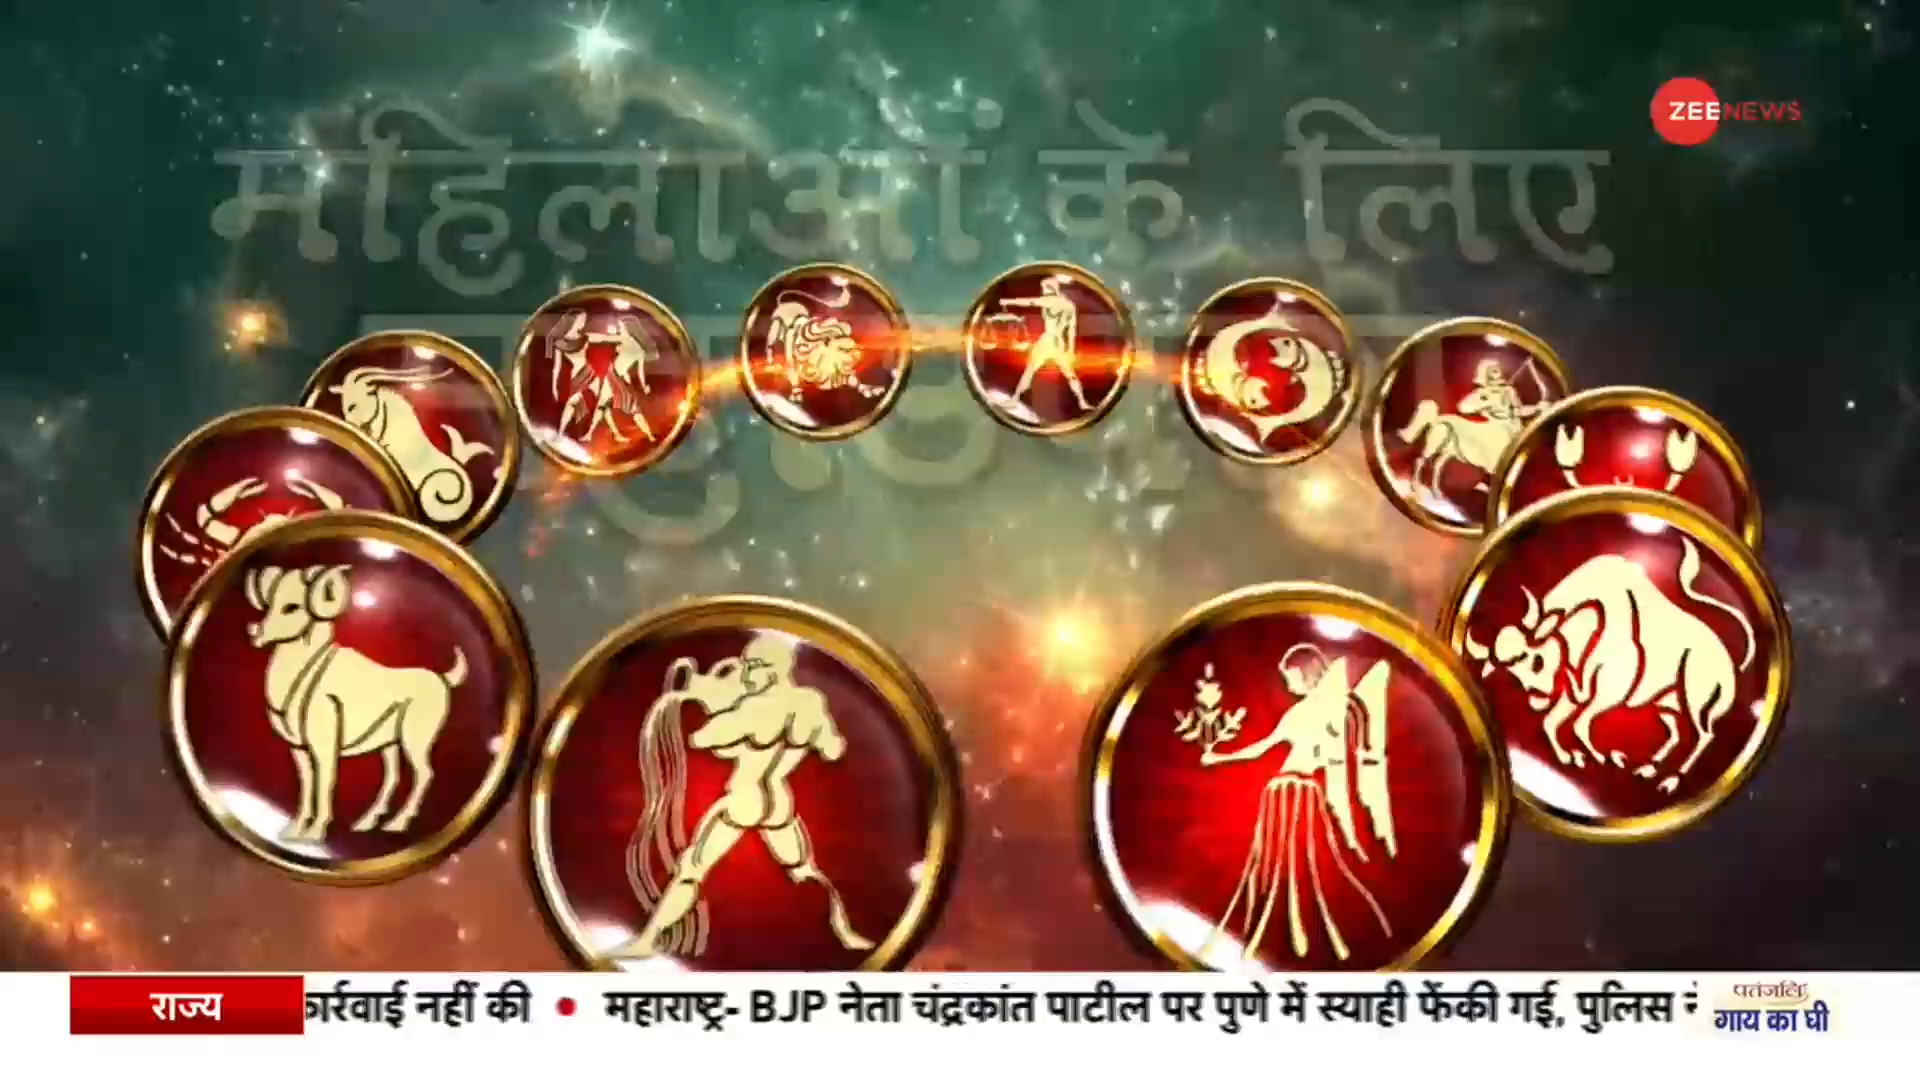 ZEENEWS
महिलाओं के लिए
राज्य
कार्रवाई नहीं की • महाराष्ट्र- BJP नेता चंद्रकांत पाटील पर पुणे में स्याही फेंकी गई, पुलिस ने
पतंजलि
गाय का घी